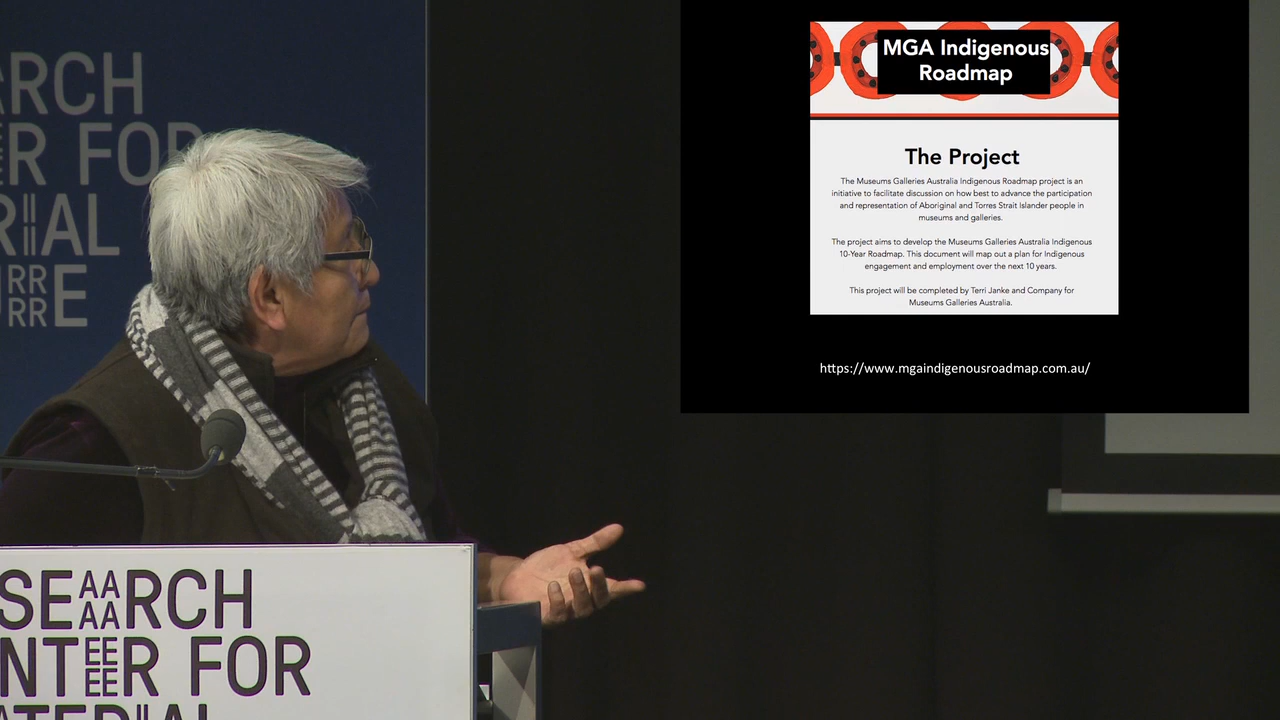 ARCH
ER FOR
RIAL
URRE
MGA Indigenous
Roadmap
The Project
The Museums Galleries Australia Indigenous Roadmap project is an
initiative to facilitate discussion on how best to advance the participation
and representation of Aboriginal and Torres Strait Islander people in
museums and galleries.
The project aims to develop the Museums Galleries Australia Indigenous
10-Year Roadmap. This document will map out a plan for Indigenous
engagement and employment over the next 10 years.
This project will be completed by Terri Janke and Company for
Museums Galleries Australia.
https://www.mgaindigenousroadmap.com.au/
SEAARCH
NTEER FOR
ATERIAL